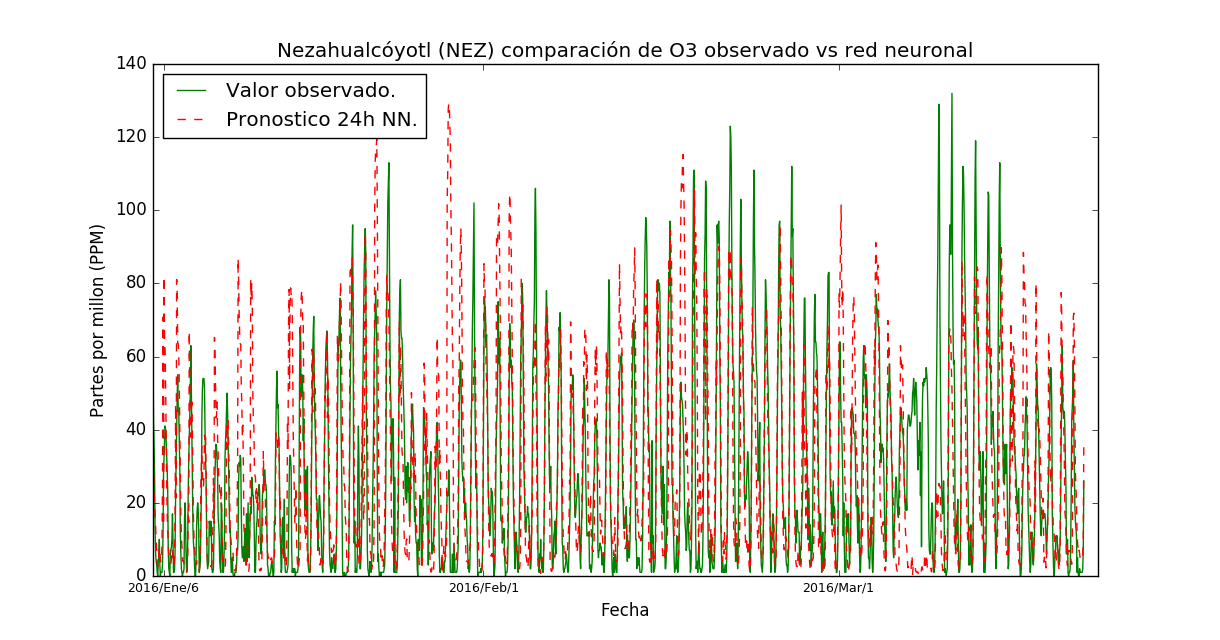 Nezahualcóyotl (NEZ) comparación de O3 observado vs red neuronal
140
120
100
80
60
40
20
0
Partes por millon (PPM)
Valor observado.
Pronostico 24h NN.
2016/Ene/6
2016/Feb/1
2016/Mar/1
Fecha